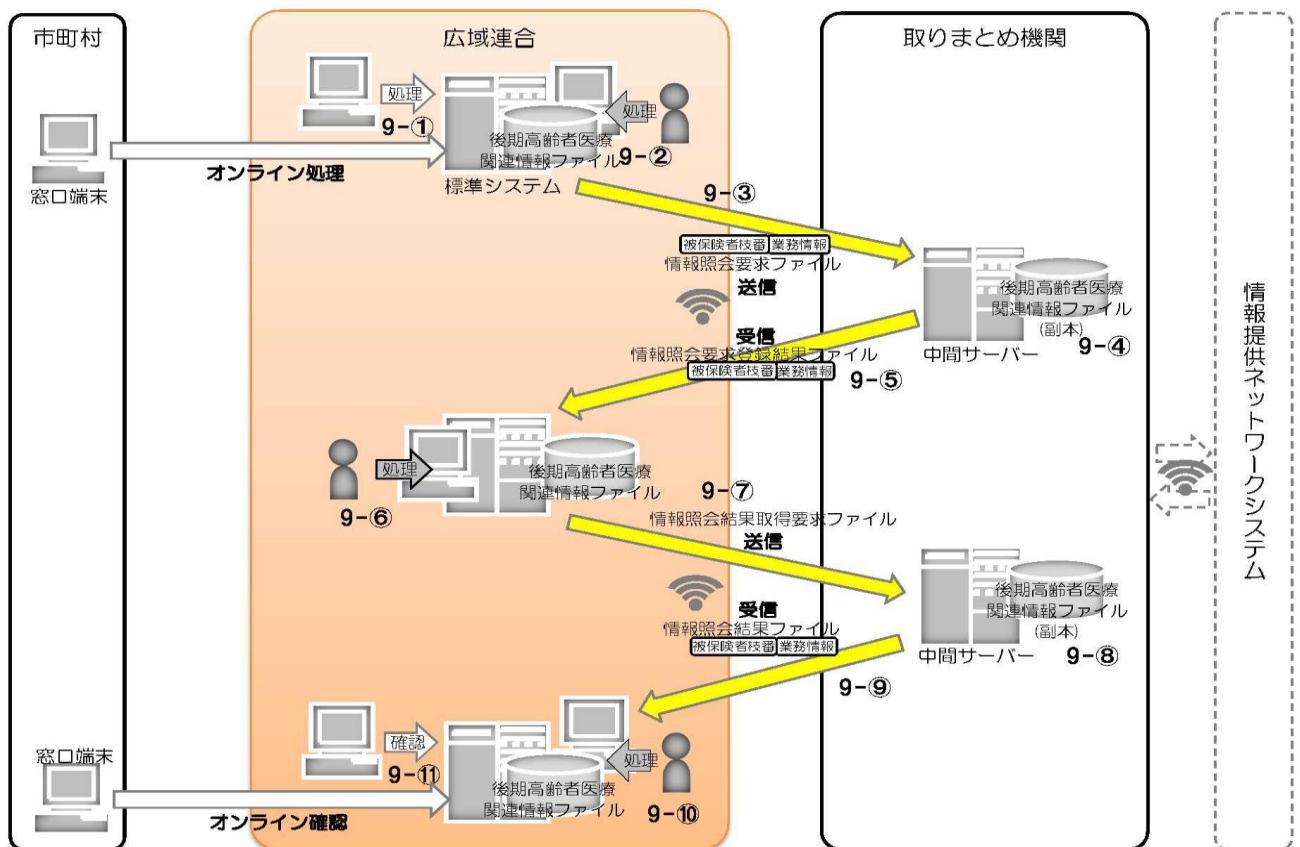 市町村
広域連合
取りまとめ機関
処理
9-①
処理
9-②
後期高齢者医療
関連情報ファイル
標準システム
窓口端末
オンライン処理
9-③
被保険者枝番 業務情報
情報照会要求ファイル
送信
後期高齢者医療
関連情報ファイル
(副本)
中間サーバー
9-④
受信
情報照会要求登録結果ファイル
被保険者枝番 業務情報
9-⑤
処理
9-⑥
後期高齢者医療
関連情報ファイル
9-⑦
情報照会結果取得要求ファイル
送信
後期高齢者医療
関連情報ファイル
(副本)
中間サーバー
9-⑧
受信
情報照会結果ファイル
被保険者枝番 業務情報
9-⑨
確認
9-⑪
処理
9-⑩
後期高齢者医療
関連情報ファイル
窓口端末
オンライン確認
情報提供ネットワークシステム